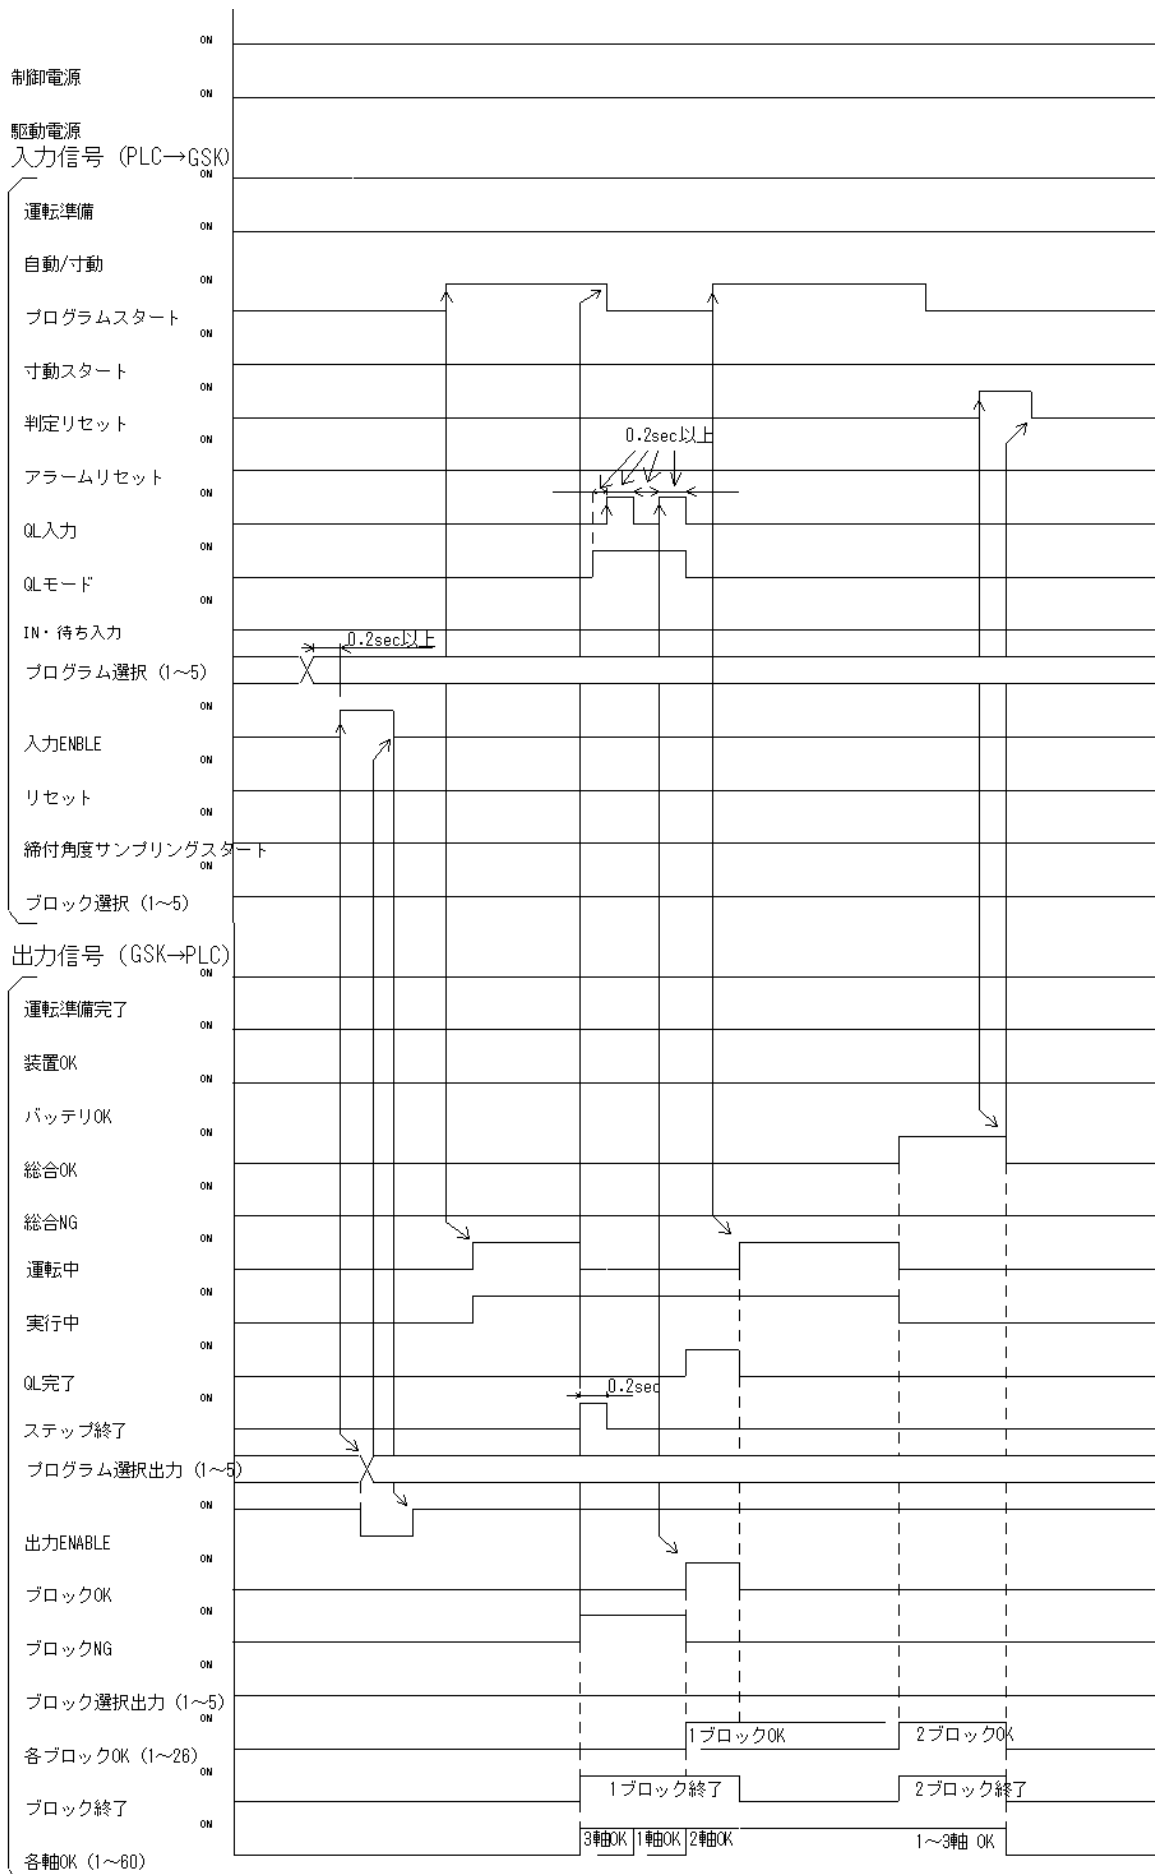 ON
制御電源
ON
駆動電源
入力信号 (PLC→GSK)
ON
運転準備
ON
自動/寸動
ON
プログラムスタート
ON
寸動スタート
ON
判定リセット
ON
0.2sec以上
アラームリセット
ON
QL入力
ON
QLモード
ON
IN・待ち入力
0.2sec以上
プログラム選択 (1~5)
ON
入力ENBLE
ON
リセット
ON
締付角度サンプリングスタート
ON
ブロック選択 (1~5)
出力信号 (GSK→PLC)
ON
運転準備完了
ON
装置OK
ON
バッテリOK
ON
総合OK
ON
総合NG
ON
運転中
ON
実行中
ON
QL完了
ON
0.2sec
ステップ終了
プログラム選択出力 (1~5)
ON
出力ENABLE
ON
ブロックOK
ON
ブロックNG
ON
ブロック選択出力 (1~5)
ON
1ブロックOK 2ブロックOK
各ブロックOK (1~26)
ON
1ブロック終了 2ブロック終了
ブロック終了
ON
3軸OK 1軸OK 2軸OK 1~3軸 OK
各軸OK (1~60)